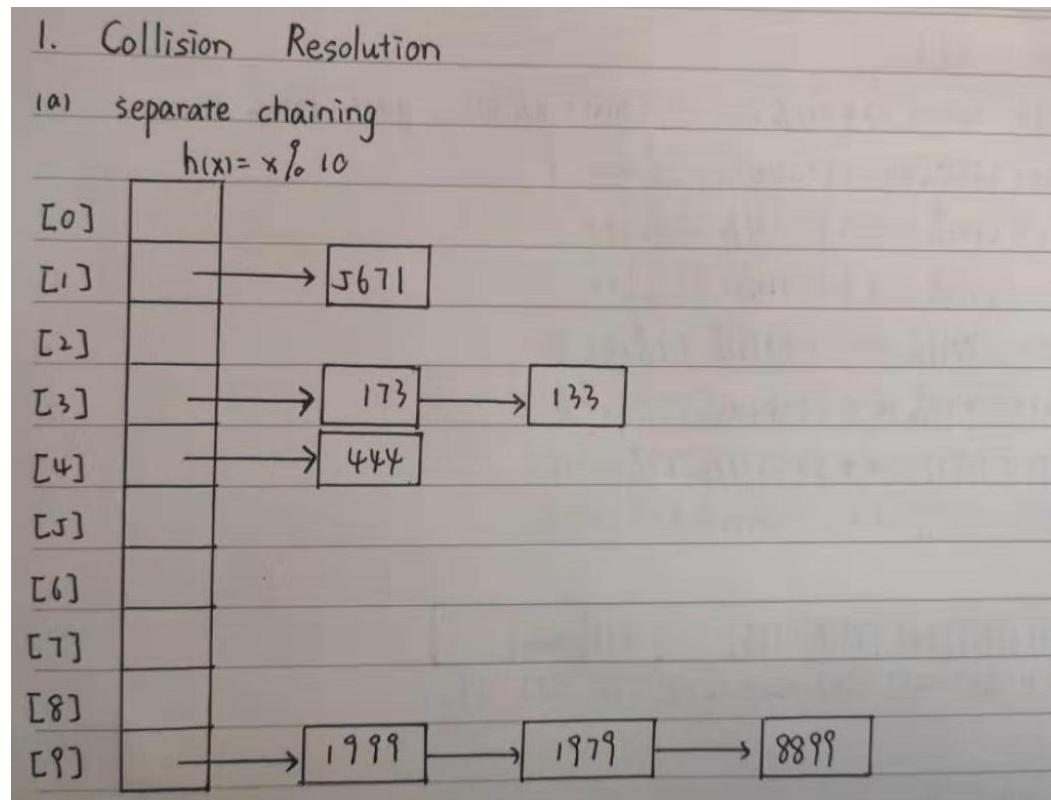 1. Collision Resolution
(a) separate chaining
h(x) = x % 10
[0]
[1] 5671
[2]
[3] 173 133
[4] 444
[5]
[6]
[7]
[8]
[9] 1999 1979 8899